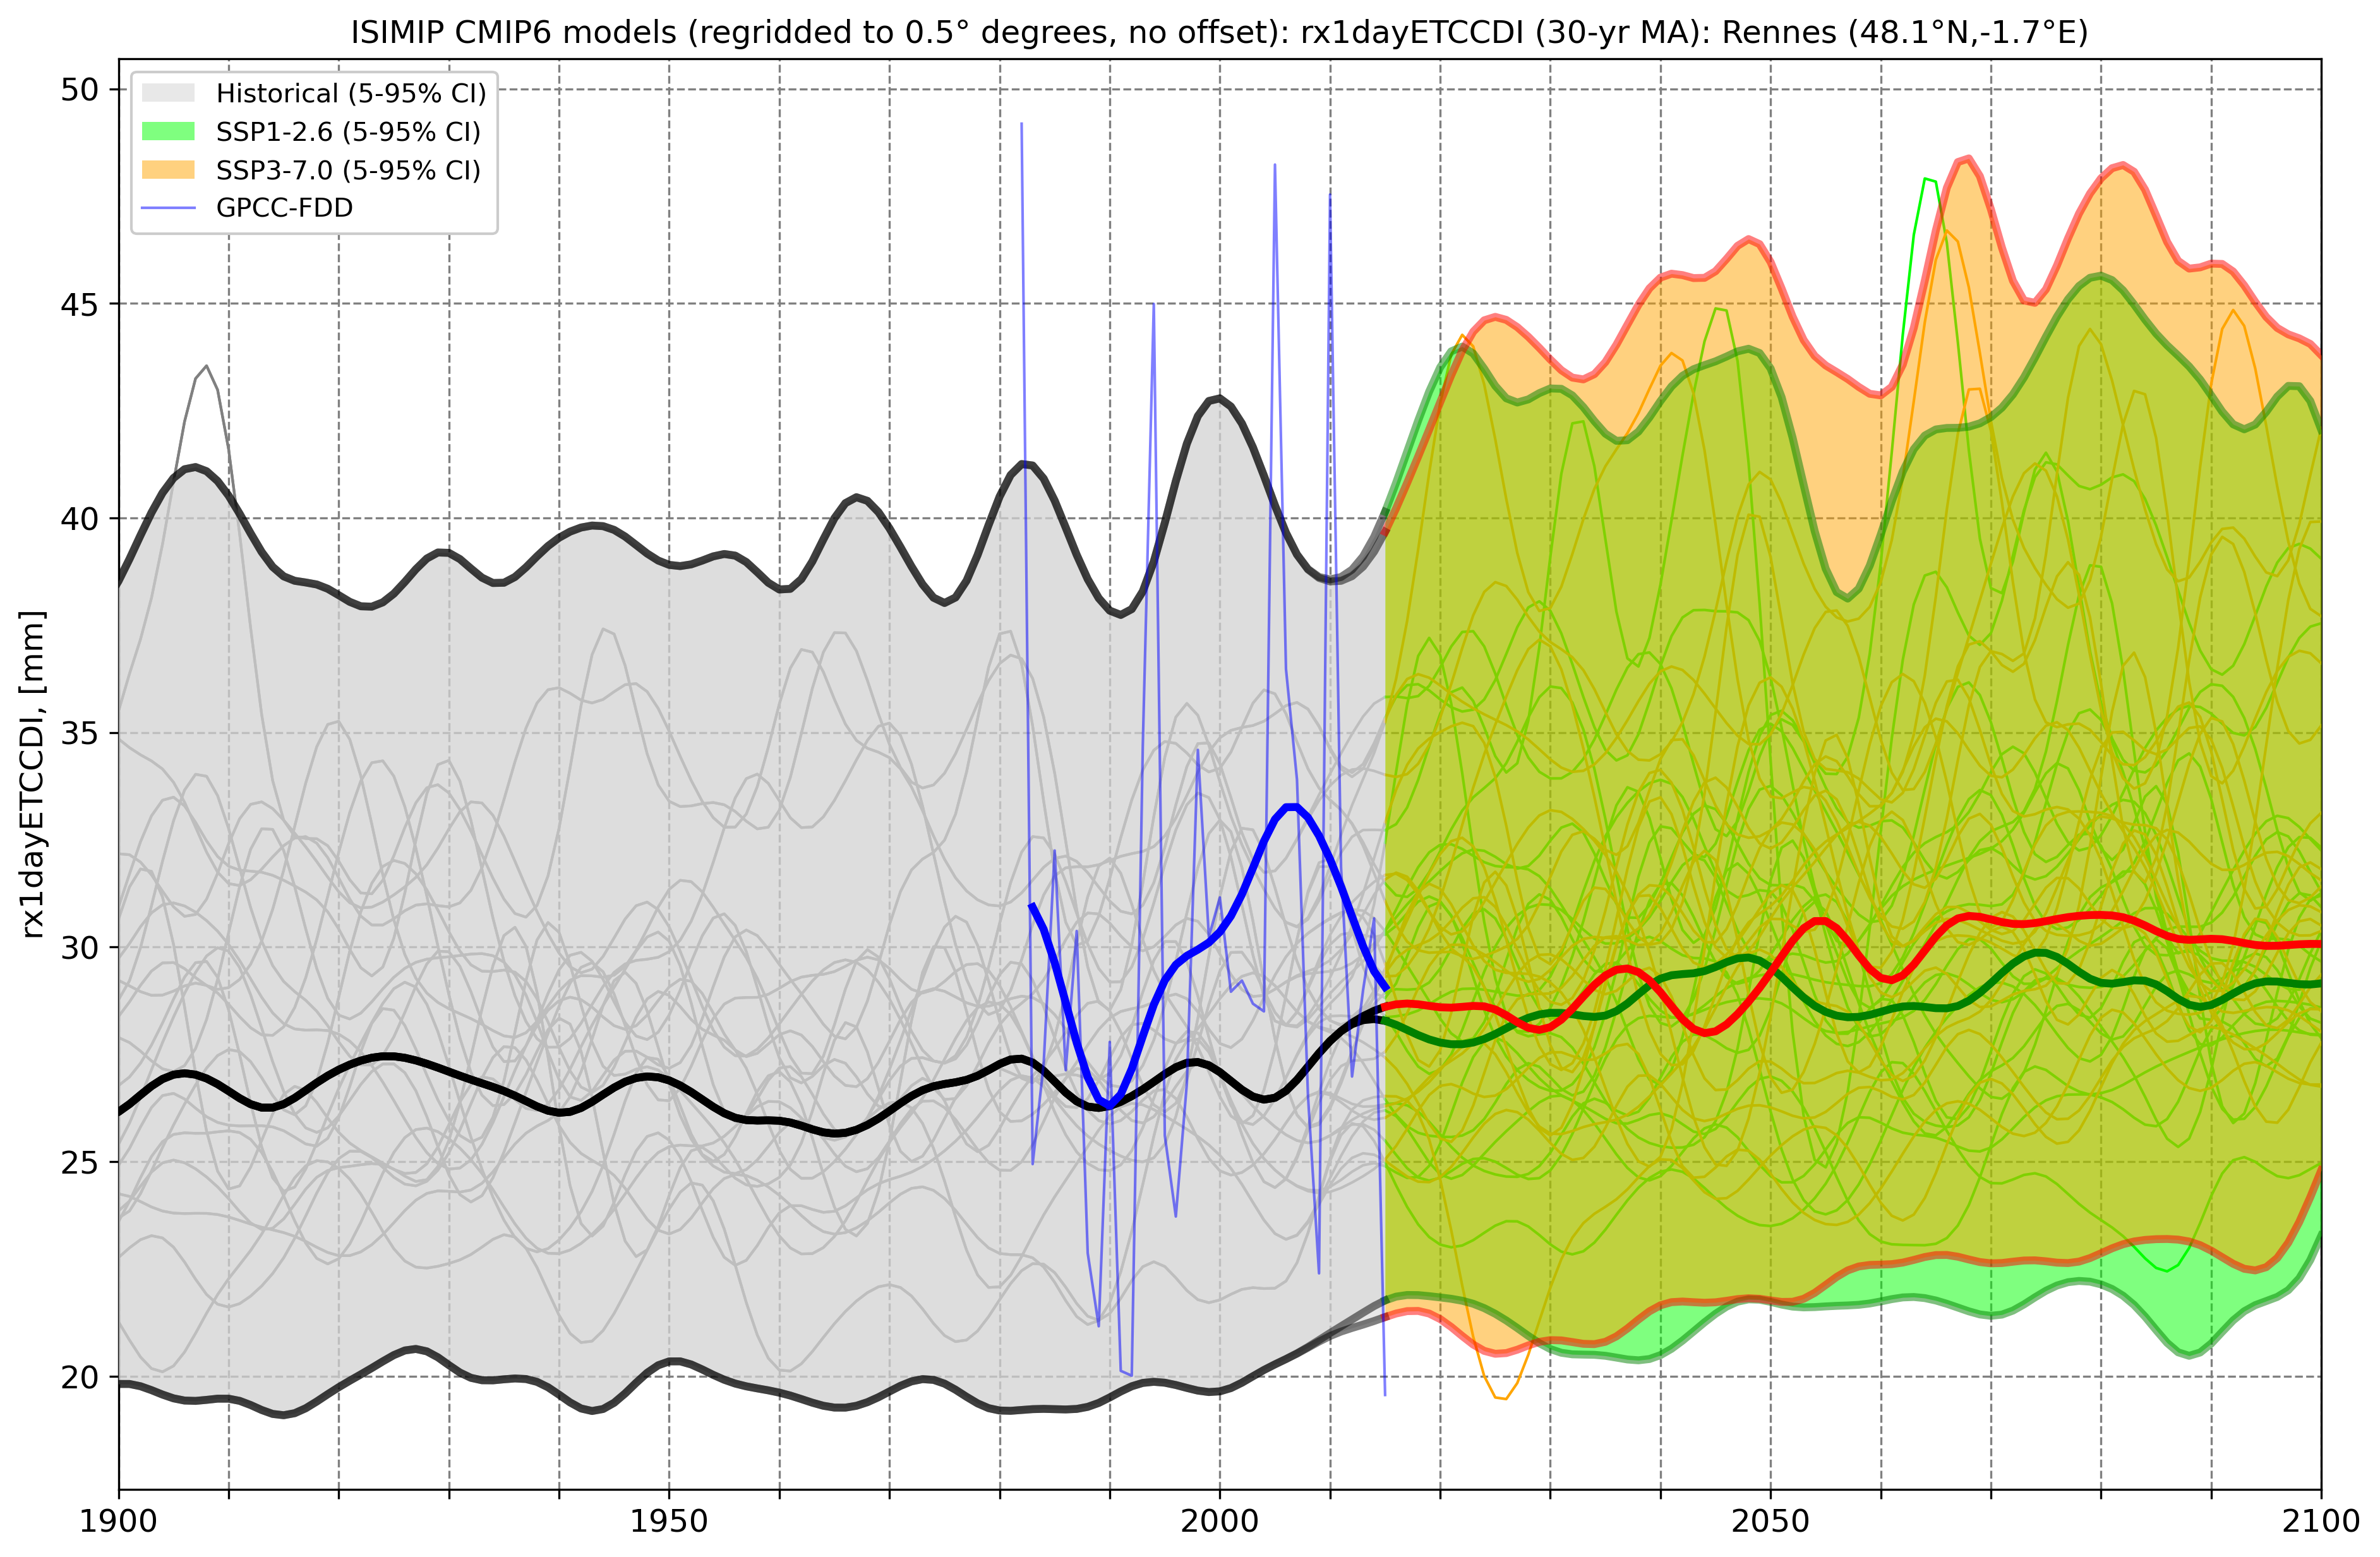 ISIMIP CMIP6 models (regridded to 0.5° degrees, no offset): rx1dayETCCDI (30-yr MA): Rennes (48.1°N,-1.7°E)
Historical (5-95% CI)
SSP1-2.6 (5-95% CI)
SSP3-7.0 (5-95% CI)
GPCC-FDD
rx1dayETCCDI, [mm]
50
45
40
35
30
25
20
1900 1950 2000 2050 2100